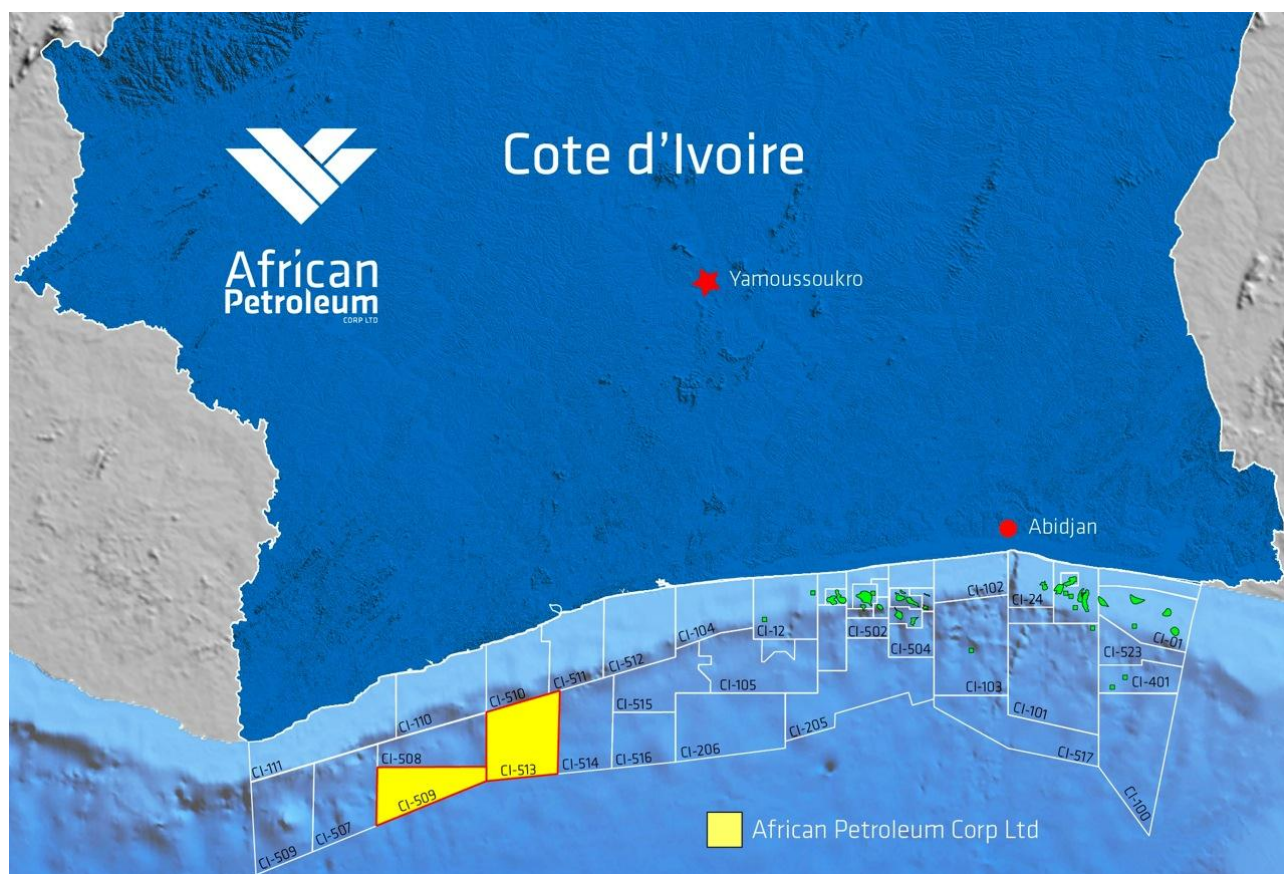 Cote d'Ivoire
African
Petroleum
CORP LTD
Yamoussoukro
Abidjan
CI-102
CI-24
CI-12
CI-104
CI-502
CI-01
CI-504
CI-523
CI-512
CI-511
CI-401
CI-105
CI-103
CI-510
CI-515
CI-101
CI-110
CI-205
CI-206
CI-517
CI-508
CI-516
CI-514
CI-513
CI-111
CI-509
CI-100
CI-507
CI-509
African Petroleum Corp Ltd